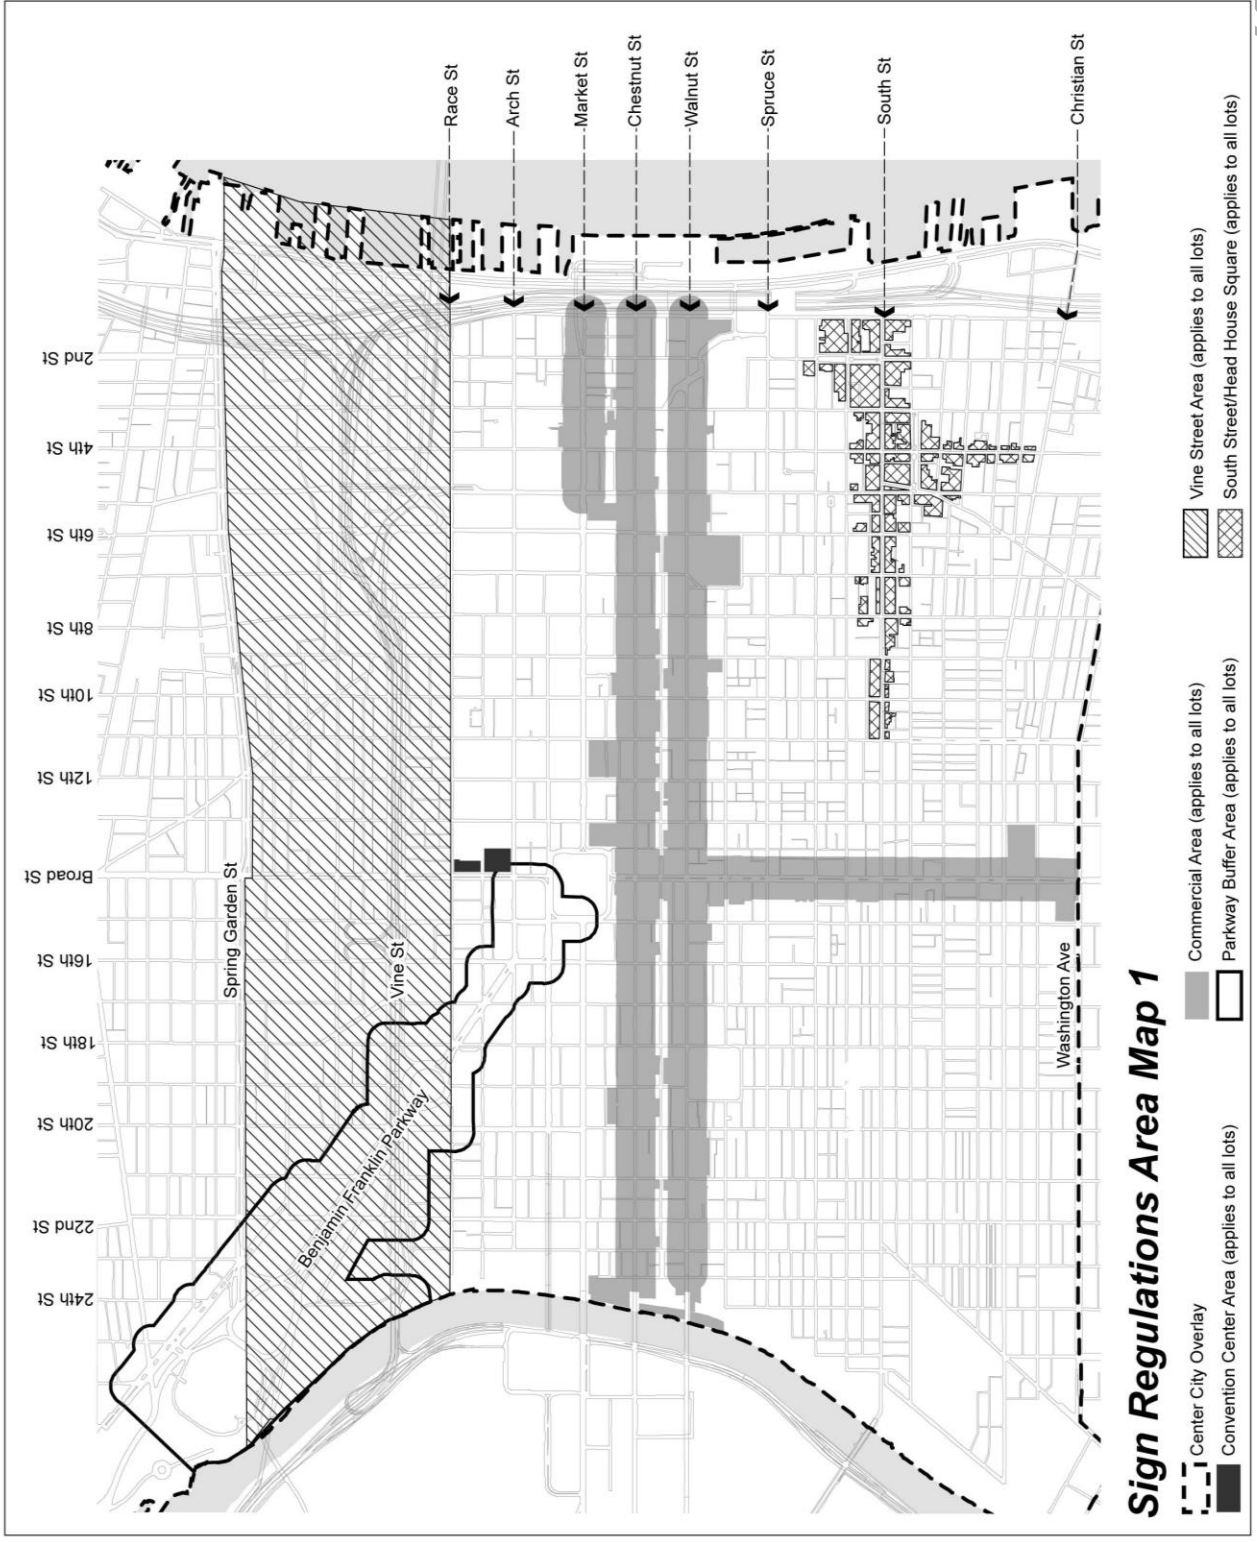 Race St
Arch St
Market St
Chestnut St
Walnut St
Spruce St
South St
Christian St
2nd St
4th St
6th St
8th St
10th St
12th St
Broad St
16th St
18th St
20th St
22nd St
24th St
Spring Garden St
Vine St
Benjamin Franklin Parkway
Washington Ave
Sign Regulations Area Map 1
Center City Overlay
Convention Center Area (applies to all lots)
Commercial Area (applies to all lots)
Parkway Buffer Area (applies to all lots)
Vine Street Area (applies to all lots)
South Street/Head House Square (applies to all lots)